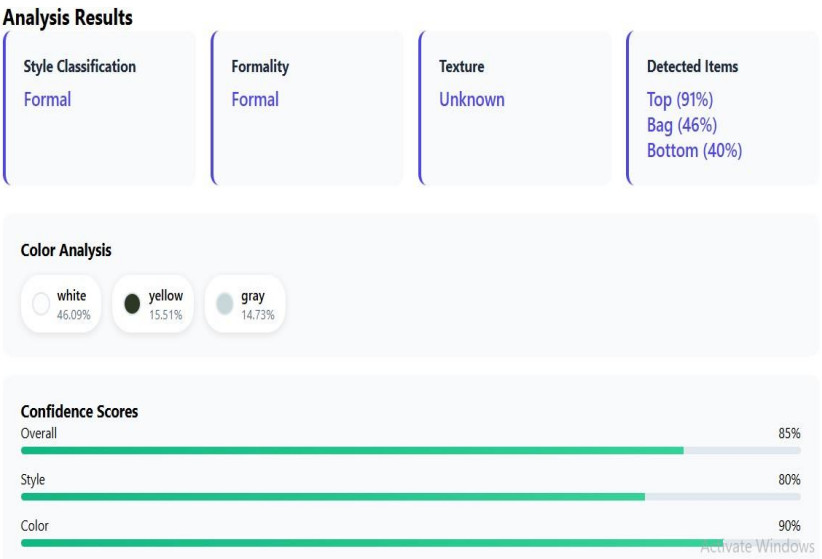 Analysis Results
Style Classification
Formal
Formality
Formal
Texture
Unknown
Detected Items
Top (91%)
Bag (46%)
Bottom (40%)
Color Analysis
white
46.09%
yellow
15.51%
gray
14.73%
Confidence Scores
Overall 85%
Style 80%
Color 90%
Activate Windows